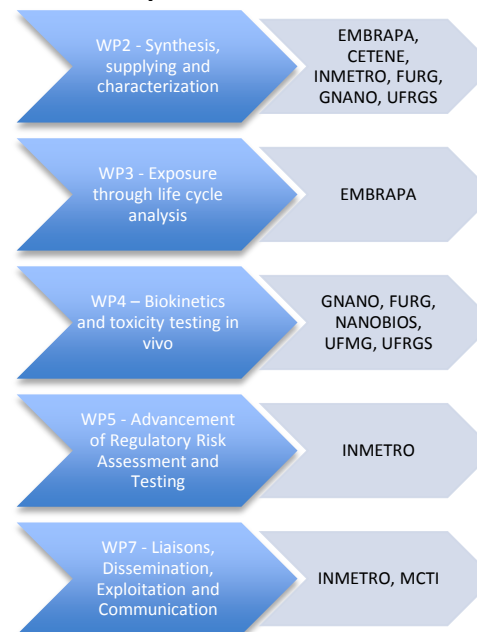 WP2 - Synthesis,
supplying and
characterization
EMBRAPA,
CETENE,
INMETRO, FURG,
GNANO, UFRGS
WP3 - Exposure
through life cycle
analysis
EMBRAPA
WP4 – Biokinetics
and toxicity testing in
vivo
GNANO, FURG,
NANOBIOS,
UFMG, UFRGS
WP5 - Advancement
of Regulatory Risk
Assessment and
Testing
INMETRO
WP7 - Liaisons,
Dissemination,
Exploitation and
Communication
INMETRO, MCTI